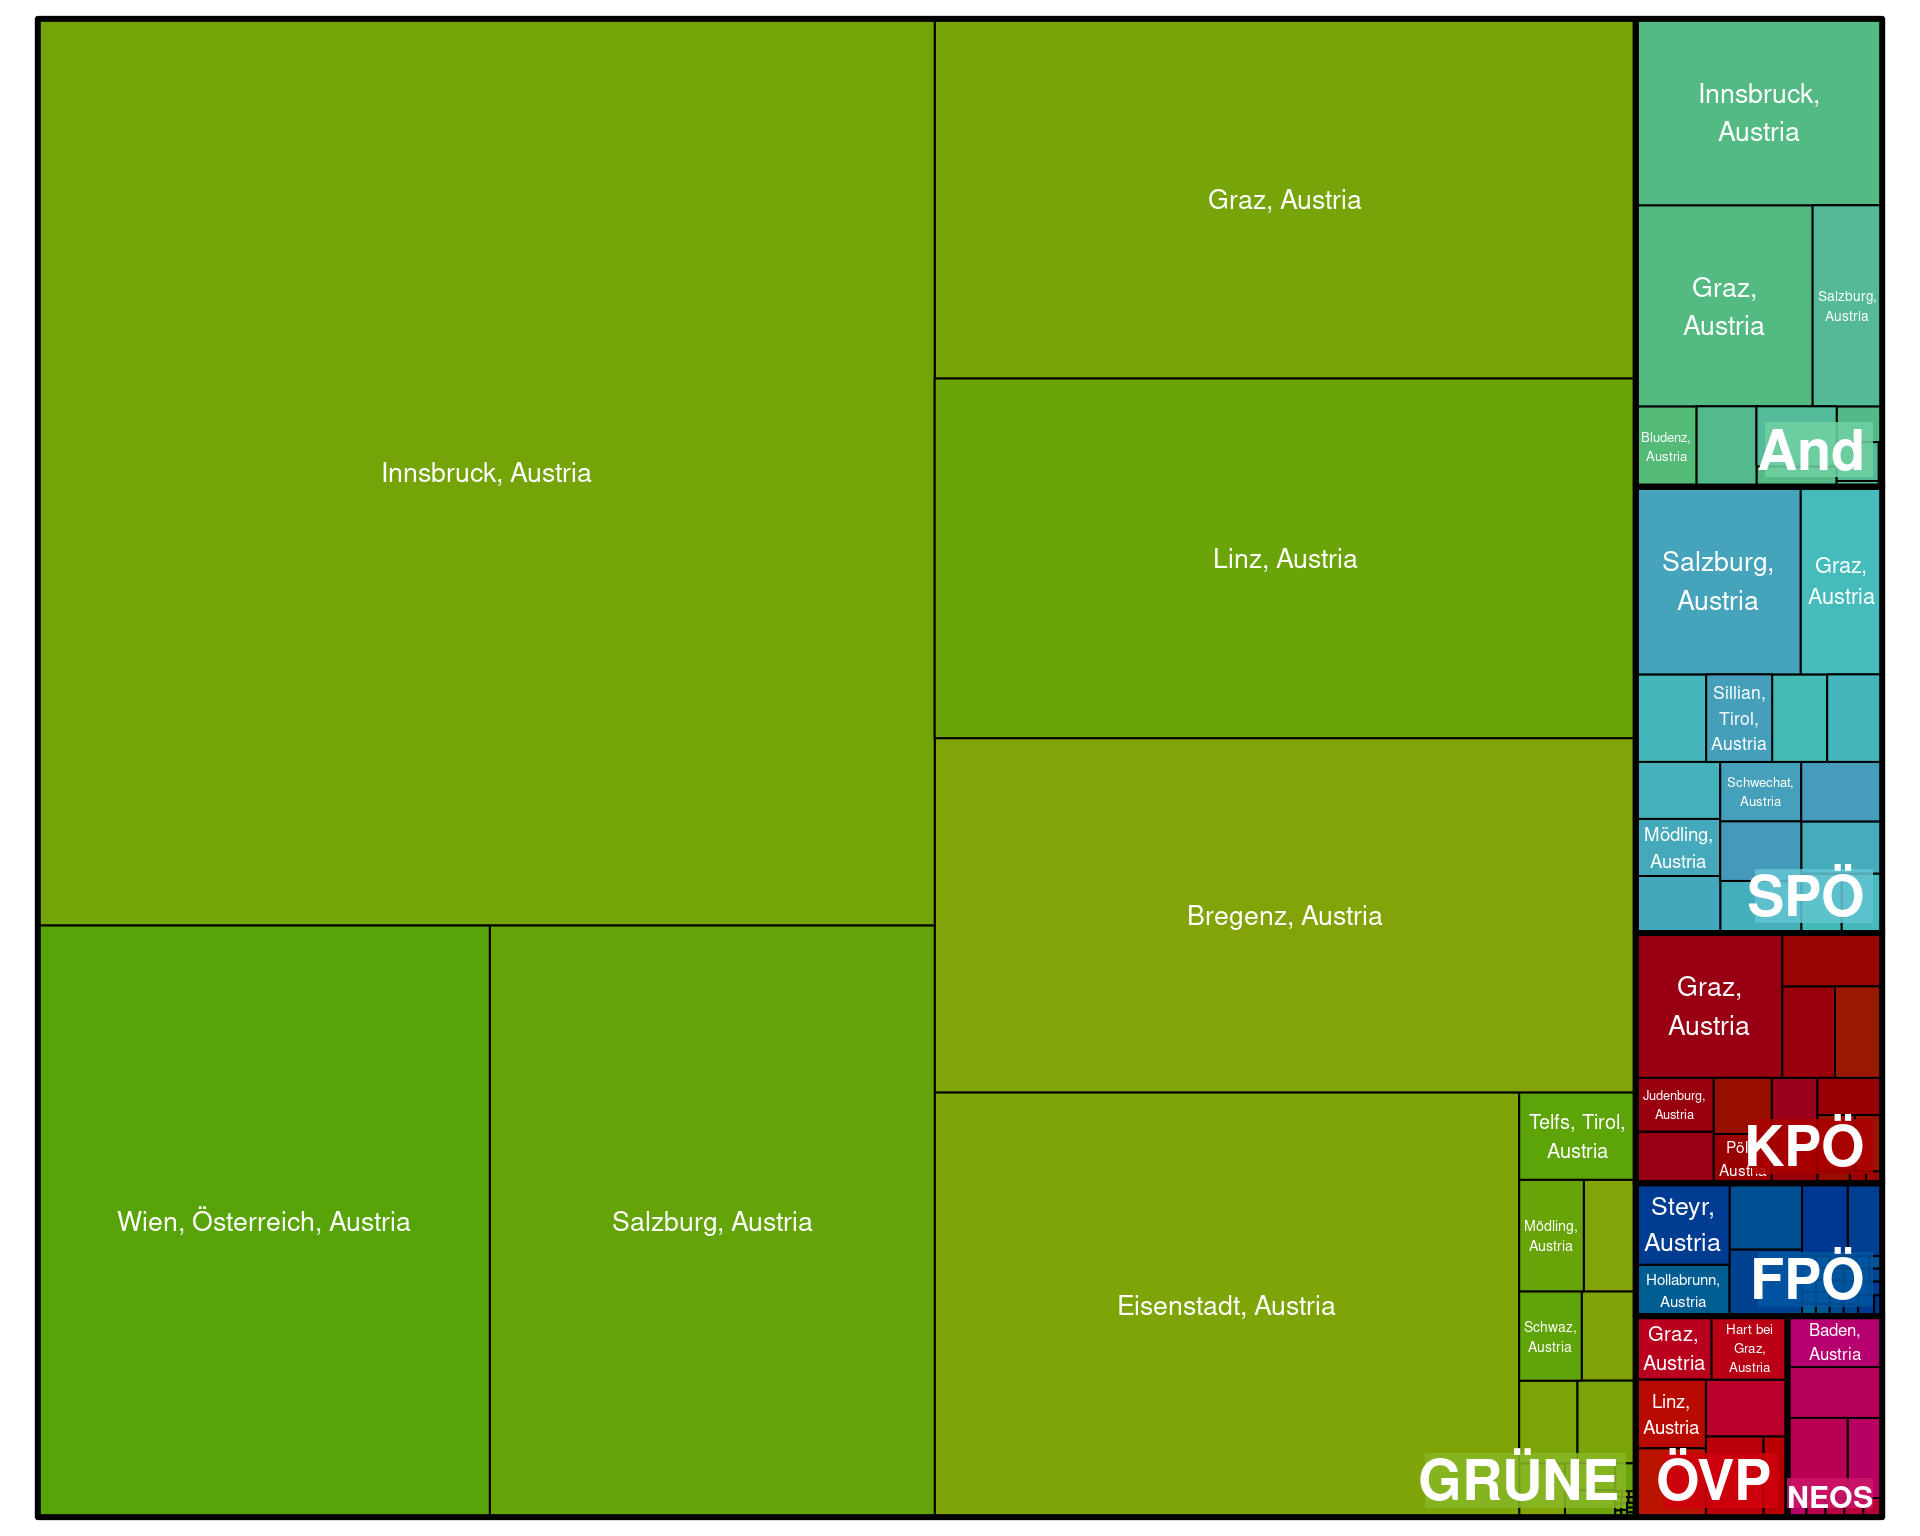 Innsbruck, Austria
Graz, Austria
Linz, Austria
Bregenz, Austria
Wien, Österreich, Austria
Salzburg, Austria
Eisenstadt, Austria
Telfs, Tirol,
Austria
Mödling,
Austria
Schwaz,
Austria
GRÜNE
Innsbruck,
Austria
Graz,
Austria
Salzburg,
Austria
Bludenz,
Austria
And
Salzburg,
Austria
Graz,
Austria
Sillian,
Tirol,
Austria
Schwechat,
Austria
Mödling,
Austria
SPÖ
Graz,
Austria
Judenburg,
Austria
Austria
KPÖ
Steyr,
Austria
Hollabrunn,
Austria
FPÖ
Graz,
Austria
Hart bei
Graz,
Austria
Linz,
Austria
ÖVP
Baden,
Austria
NEOS